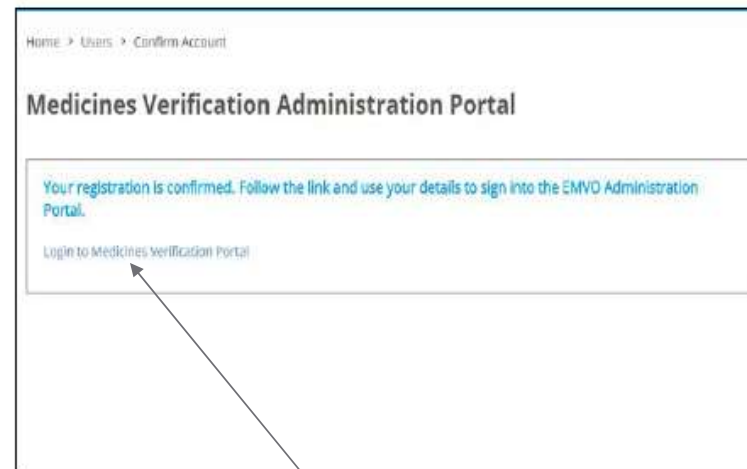 Home > Users > Confirm Account
Medicines Verification Administration Portal
Your registration is confirmed. Follow the link and use your details to sign into the EMVO Administration
Portal.
Login to Medicines Verification Portal